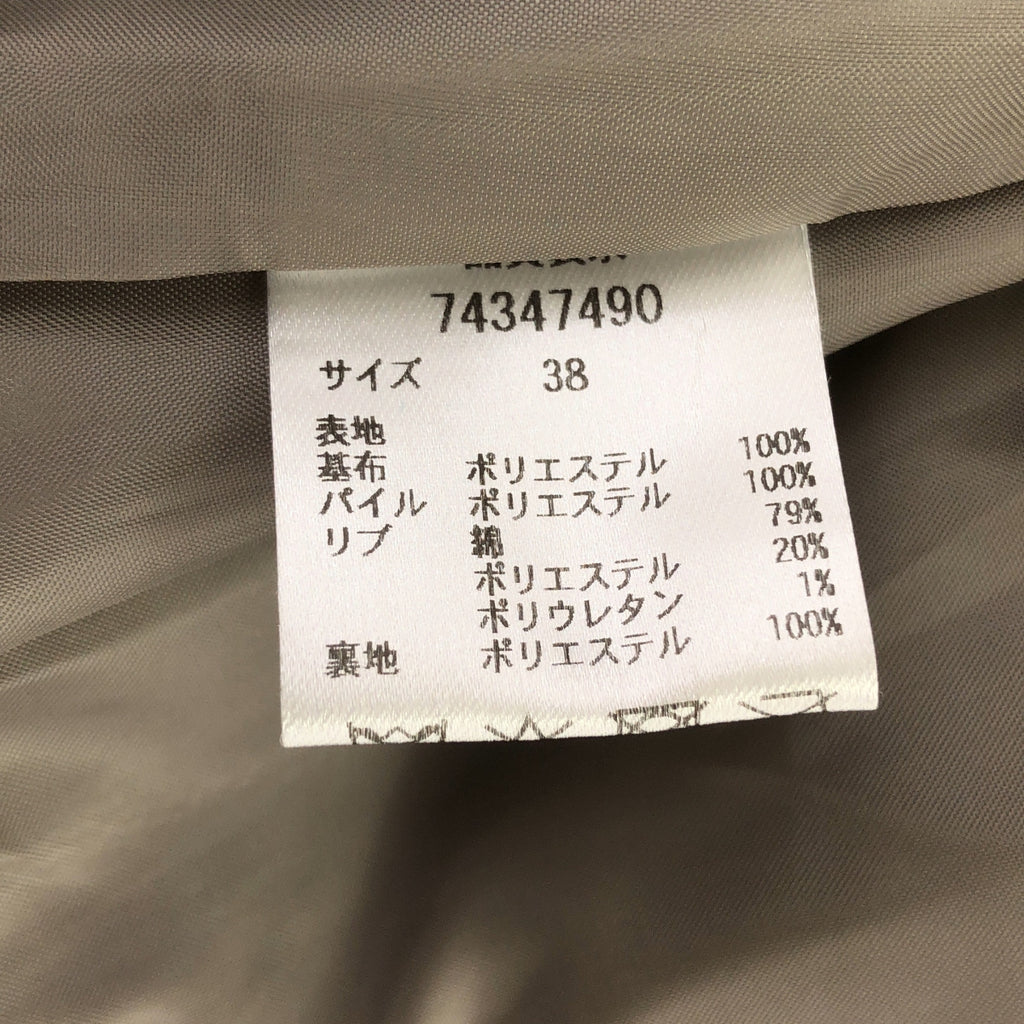 74347490
サイズ 38
表地
基布 ポリエステル 100%
パイル ポリエステル 100%
リブ 綿 79%
ポリエステル 20%
ポリウレタン 1%
裏地 ポリエステル 100%